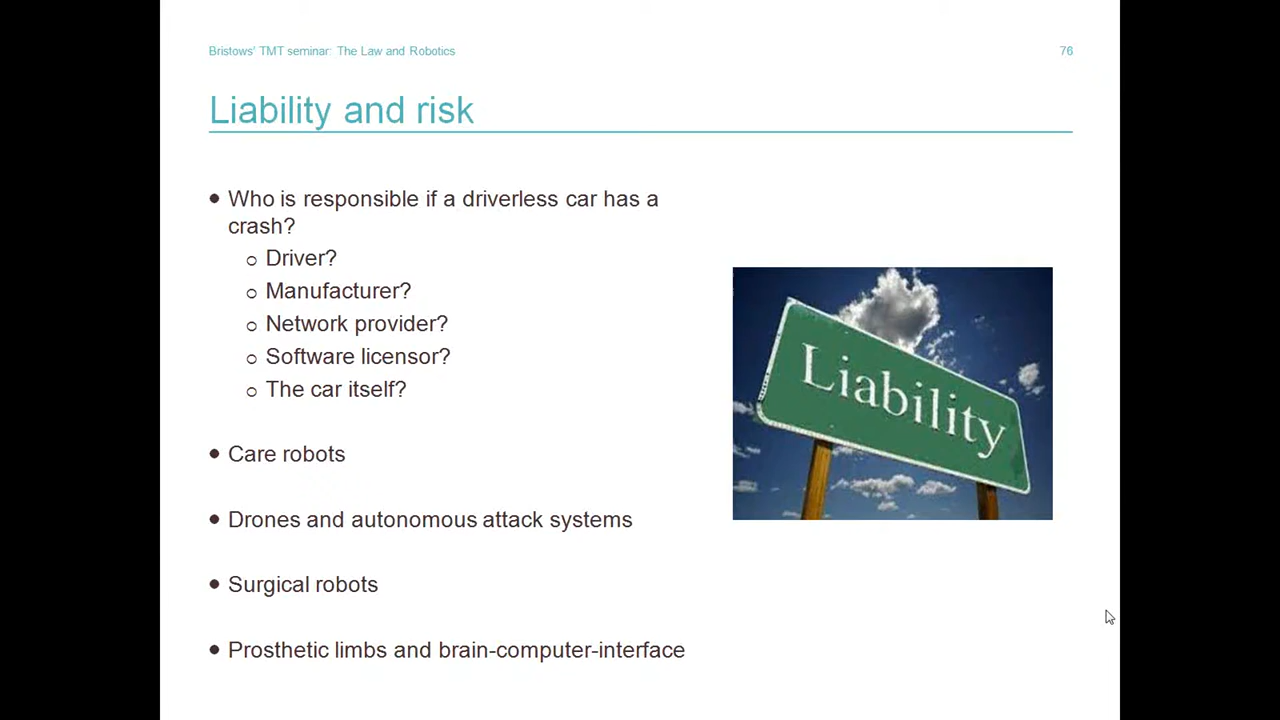 Bristows' TMT seminar: The Law and Robotics
76
Liability and risk
• Who is responsible if a driverless car has a
crash?
o Driver?
o Manufacturer?
o Network provider?
o Software licensor?
o The car itself?
Liability
• Care robots
• Drones and autonomous attack systems
• Surgical robots
• Prosthetic limbs and brain-computer-interface